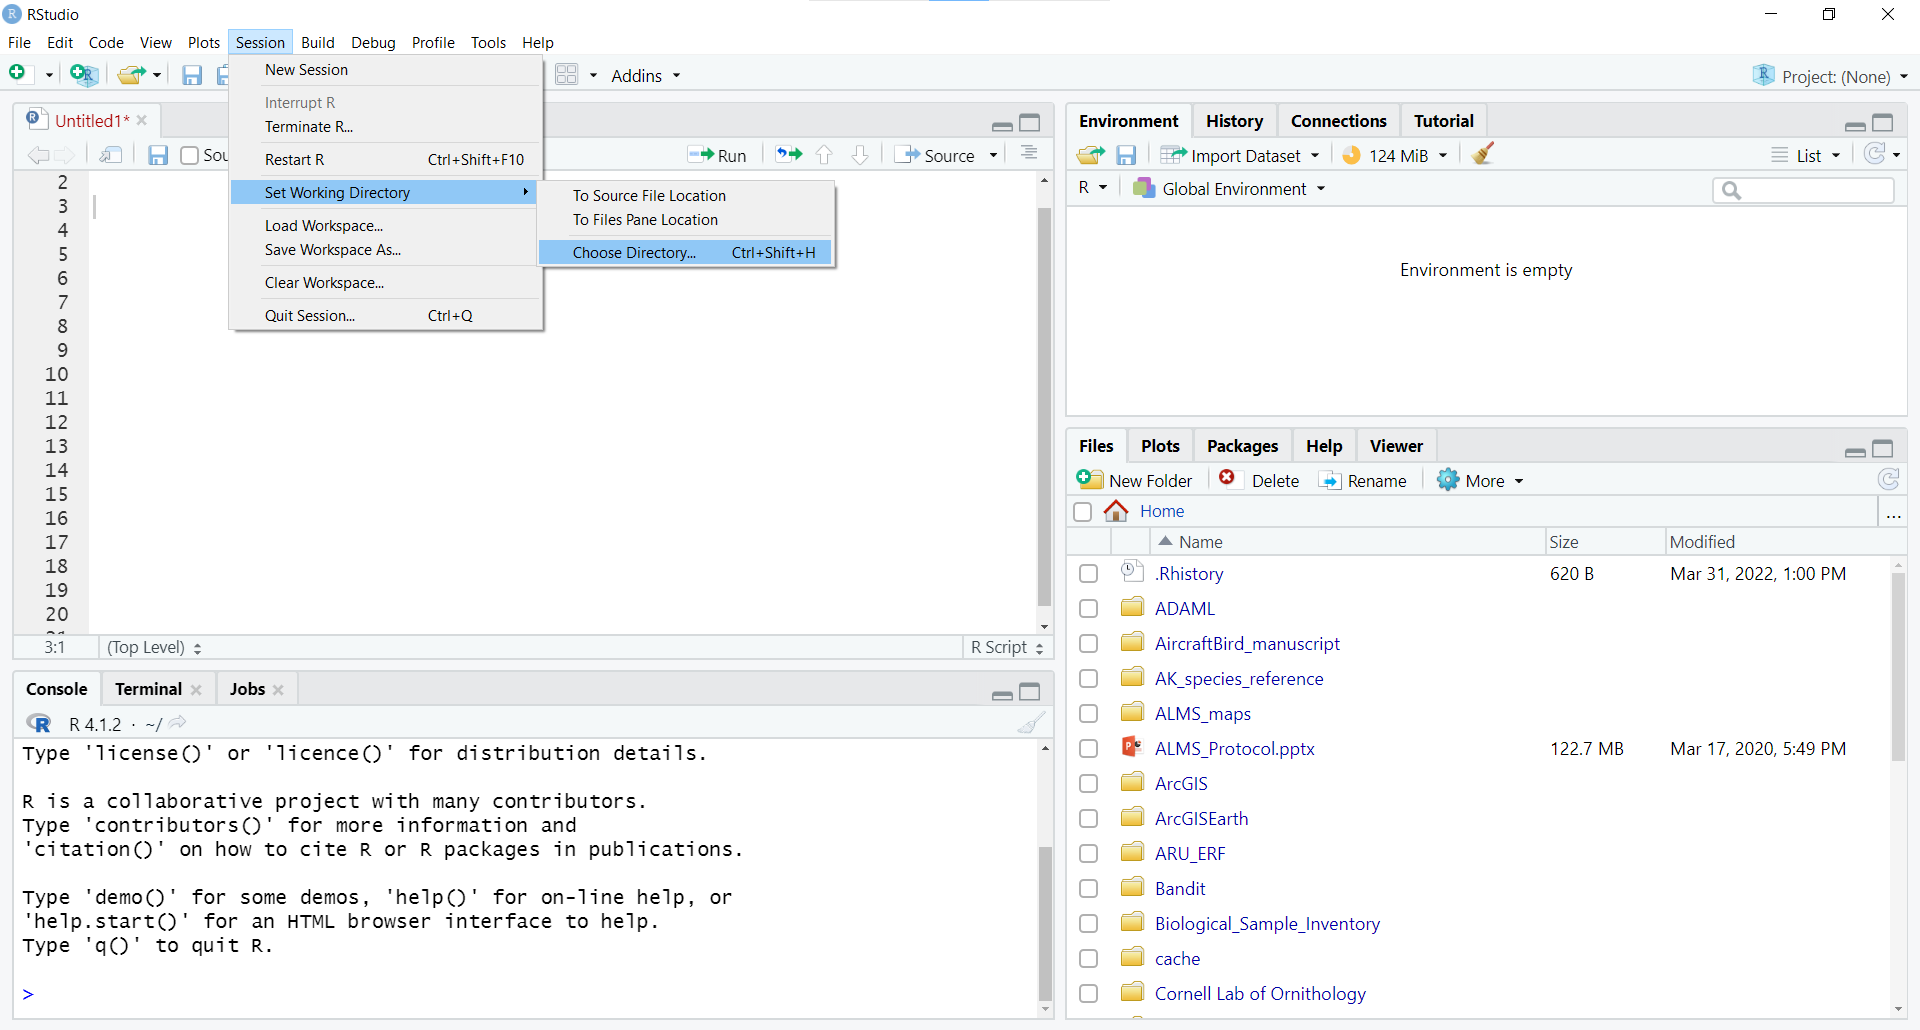 RStudio
File Edit Code View Plots Session Build Debug Profile Tools Help
Addins
Project: (None)
New Session
Interrupt R
Terminate R...
Restart R Ctrl+Shift+F10
Set Working Directory
Load Workspace...
Save Workspace As...
Clear Workspace...
Quit Session... Ctrl+Q
To Source File Location
To Files Pane Location
Choose Directory... Ctrl+Shift+H
Untitled1*
Sou
Run
Source
2
3
4
5
6
7
8
9
10
11
12
13
14
15
16
17
18
19
20
3:1 (Top Level) R Script
Console Terminal Jobs
R 4.1.2 · ~/
Type 'license()' or 'licence()' for distribution details.
R is a collaborative project with many contributors.
Type 'contributors()' for more information and
'citation()' on how to cite R or R packages in publications.
Type 'demo()' for some demos, 'help()' for on-line help, or
'help.start()' for an HTML browser interface to help.
Type 'q()' to quit R.
>
Environment History Connections Tutorial
Import Dataset 124 MiB List
R Global Environment
Environment is empty
Files Plots Packages Help Viewer
New Folder Delete Rename More
Home ...
Name Size Modified
.Rhistory 620 B Mar 31, 2022, 1:00 PM
ADAML
AircraftBird_manuscript
AK_species_reference
ALMS_maps
ALMS_Protocol.pptx 122.7 MB Mar 17, 2020, 5:49 PM
ArcGIS
ArcGISEarth
ARU_ERF
Bandit
Biological_Sample_Inventory
cache
Cornell Lab of Ornithology